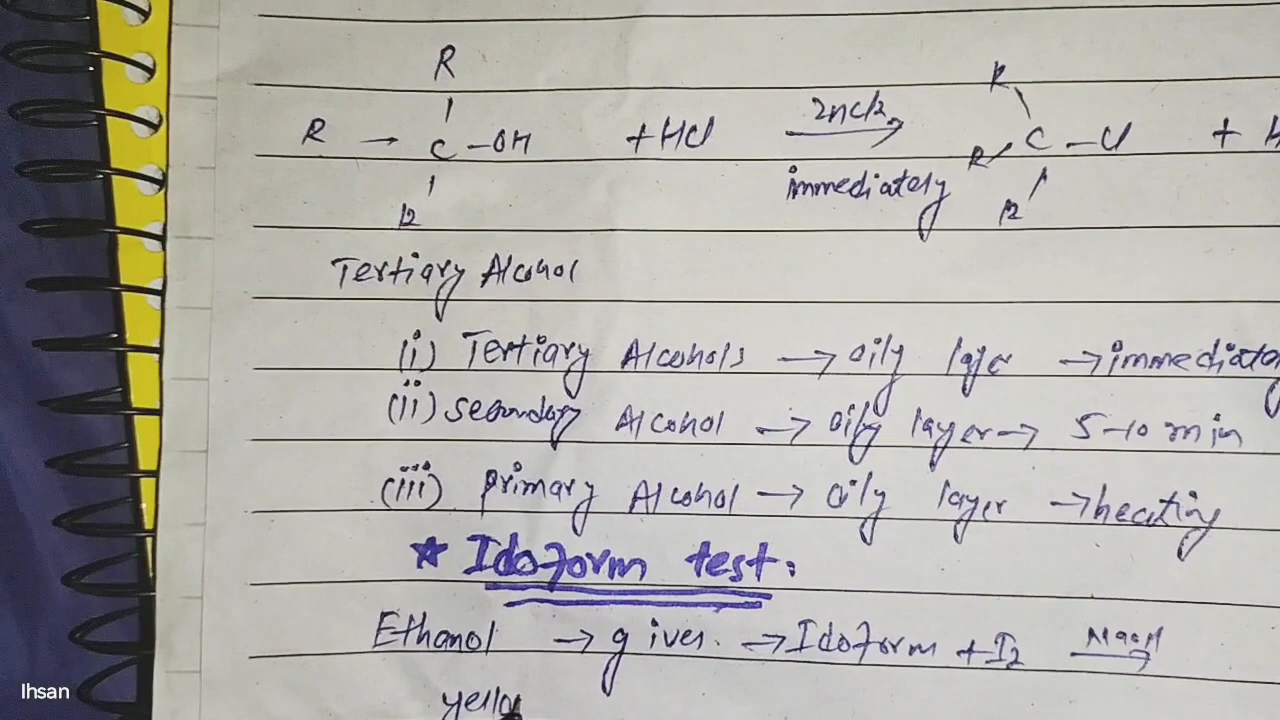 R R
R – C – OH + HCl ZnCl2 → R C – Cl + H
R immediately R
Tertiary Alcohol
(i) Tertiary Alcohols → oily layer → immediately
(ii) secondary Alcohol → oily layer → 5-10 min
(iii) primary Alcohol → oily layer → heating
★ Idoform test:
Ethanol → gives. → Idoform + I2 NaOH →
yello
Ihsan